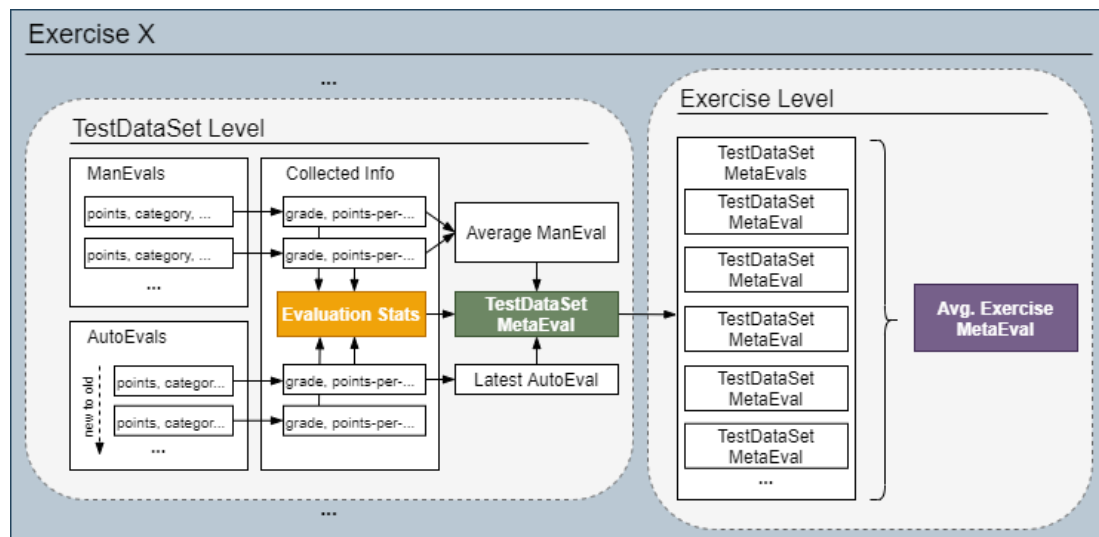 Exercise X
...
TestDataSet Level
ManEvals
points, category, ...
points, category, ...
...
AutoEvals
new to old
points, categor...
points, categor...
...
Collected Info
grade, points-per-...
grade, points-per-...
Evaluation Stats
grade, points-per-...
grade, points-per-...
Average ManEval
TestDataSet
MetaEval
Latest AutoEval
...
Exercise Level
TestDataSet
MetaEvals
TestDataSet
MetaEval
TestDataSet
MetaEval
TestDataSet
MetaEval
TestDataSet
MetaEval
TestDataSet
MetaEval
...
Avg. Exercise
MetaEval